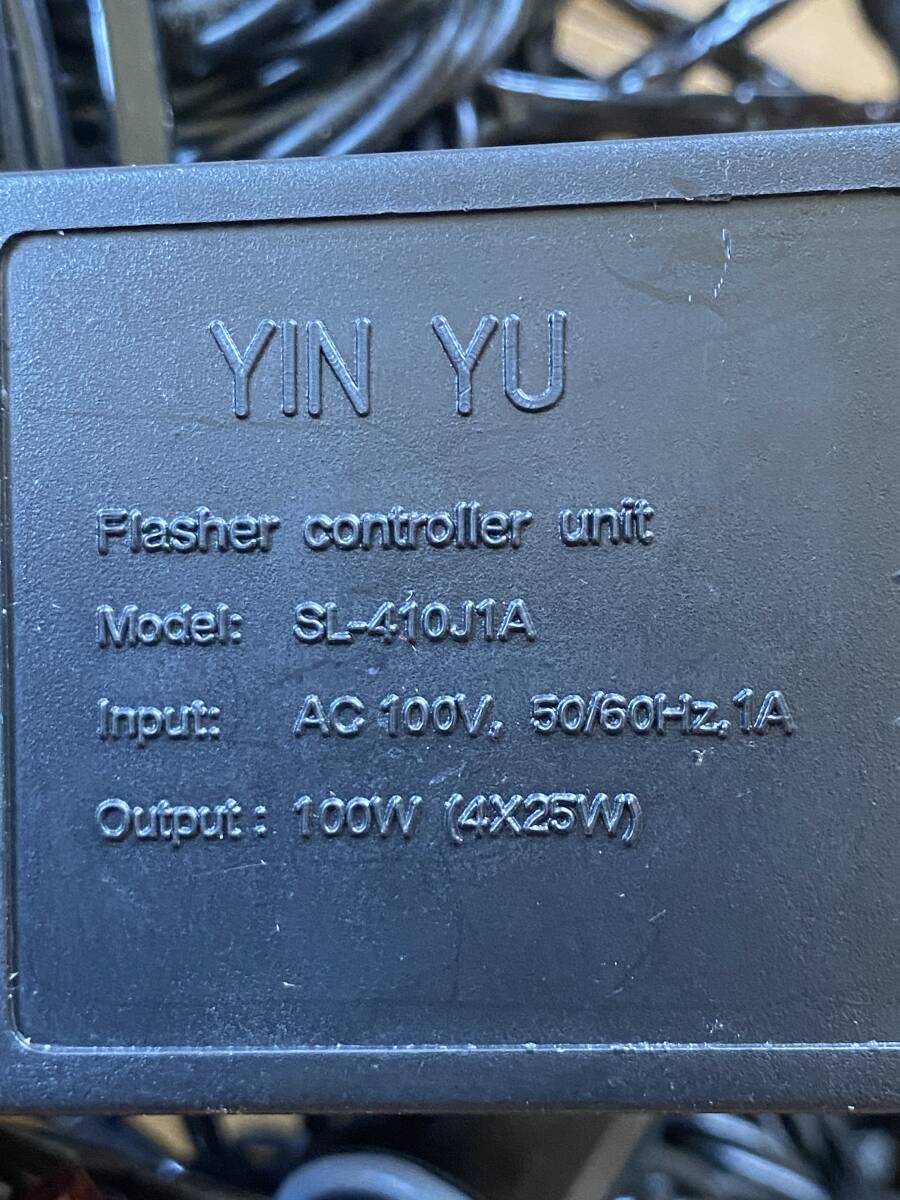 YIN YU
Flasher controller unit
Model: SL-410J1A
Input: AC 100V, 50/60Hz, 1A
Output: 100W (4X25W)